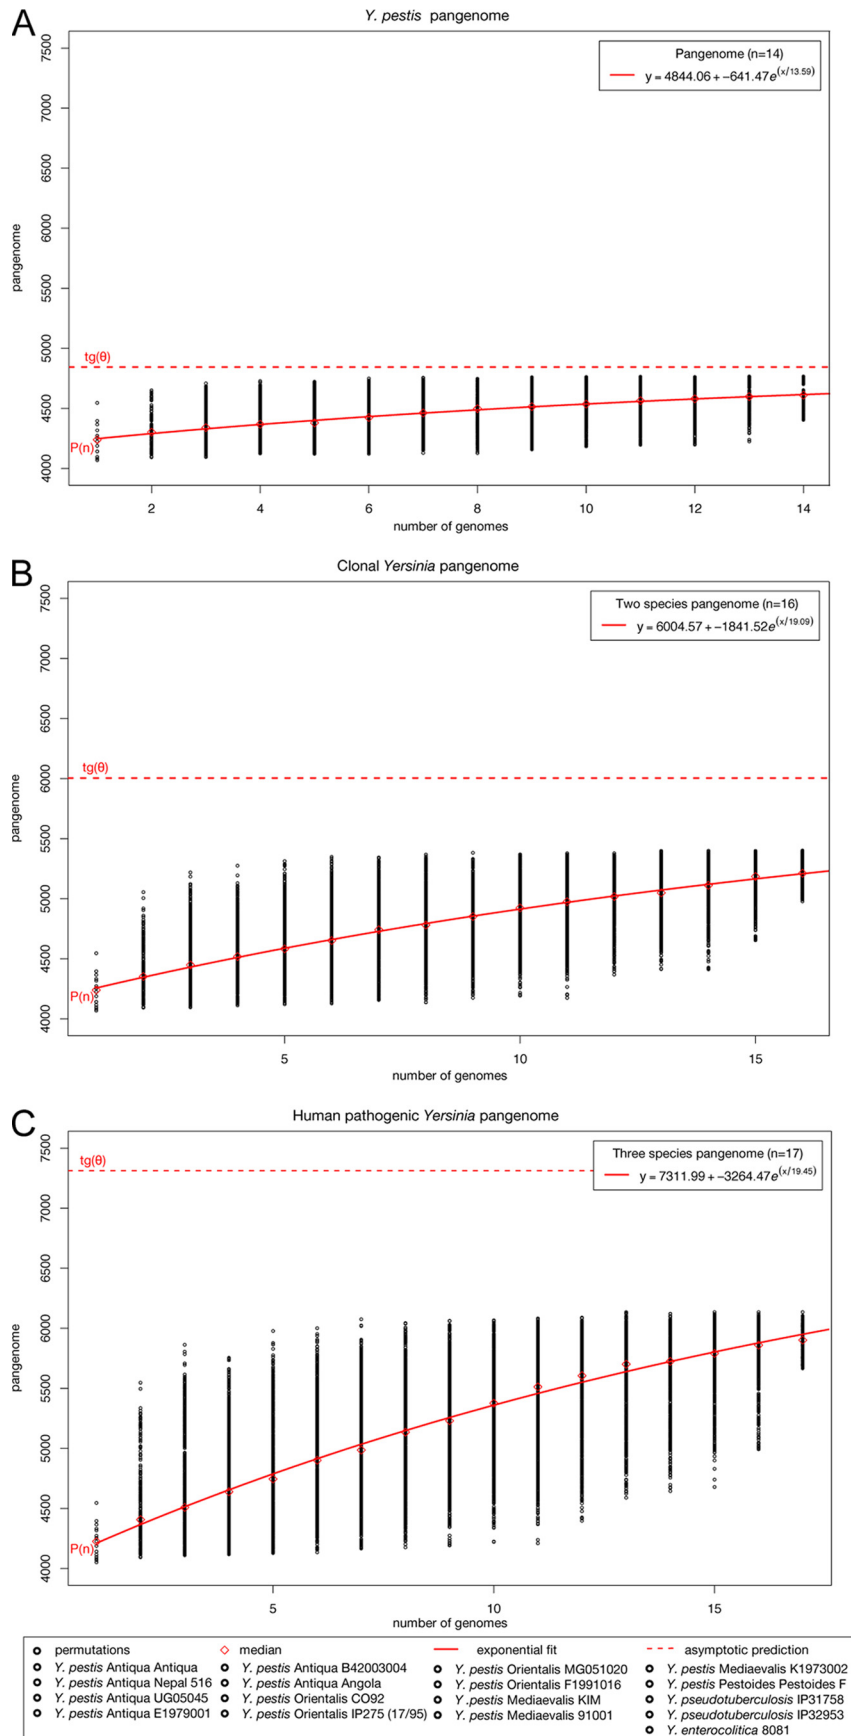 A
Y. pestis pangenome
Pangenome (n=14)
y = 4844.06 + −641.47e^(x/13.59)
7500
7000
6500
6000
5500
5000
4500
4000
pangenome
tg(θ)
P(n)
2 4 6 8 10 12 14
number of genomes
B
Clonal Yersinia pangenome
Two species pangenome (n=16)
y = 6004.57 + −1841.52e^(x/19.09)
7500
7000
6500
6000
5500
5000
4500
4000
pangenome
tg(θ)
P(n)
5 10 15
number of genomes
C
Human pathogenic Yersinia pangenome
Three species pangenome (n=17)
y = 7311.99 + −3264.47e^(x/19.45)
7500
7000
6500
6000
5500
5000
4500
4000
pangenome
tg(θ)
P(n)
5 10 15
number of genomes
permutations median exponential fit asymptotic prediction
Y. pestis Antiqua Antiqua Y. pestis Antiqua B42003004 Y. pestis Orientalis MG051020 Y. pestis Mediaevalis K1973002
Y. pestis Antiqua Nepal 516 Y. pestis Antiqua Angola Y. pestis Orientalis F1991016 Y. pestis Pestoides Pestoides F
Y. pestis Antiqua UG05045 Y. pestis Orientalis CO92 Y .pestis Mediaevalis KIM Y. pseudotuberculosis IP31758
Y. pestis Antiqua E1979001 Y. pestis Orientalis IP275 (17/95) Y. pestis Mediaevalis 91001 Y. pseudotuberculosis IP32953
Y. enterocolitica 8081